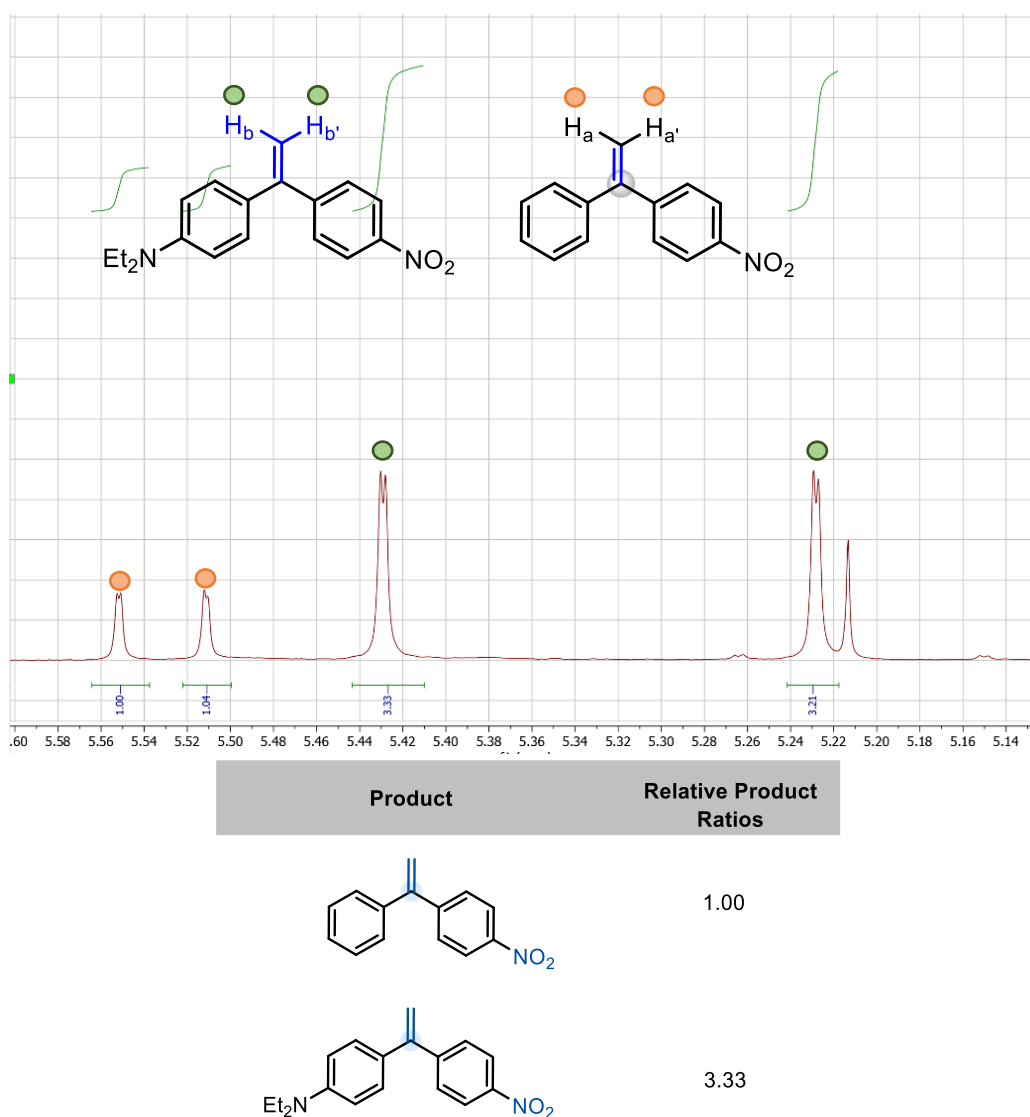 Hb Hb'
Ha Ha'
Et2N
NO2
NO2
1.00
1.04
3.33
3.21
.60 5.58 5.56 5.54 5.52 5.50 5.48 5.46 5.44 5.42 5.40 5.38 5.36 5.34 5.32 5.30 5.28 5.26 5.24 5.22 5.20 5.18 5.16 5.14
Product
Relative Product
Ratios
NO2
1.00
Et2N
NO2
3.33